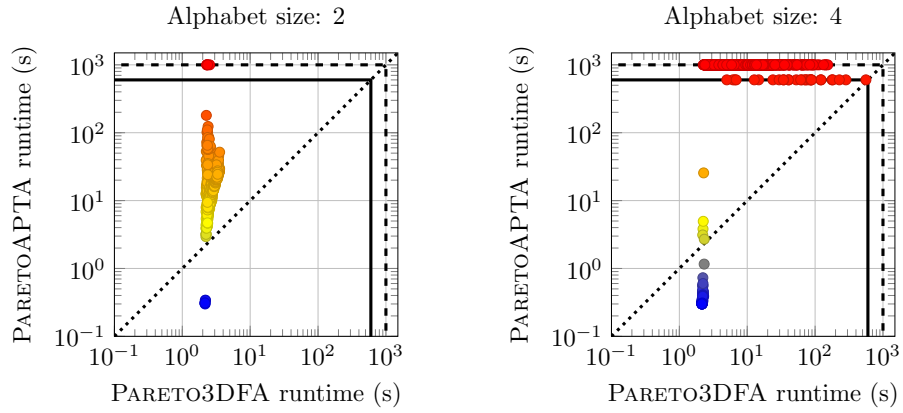 Alphabet size: 2
10^3
10^2
10^1
10^0
10^−1
10^−1 10^0 10^1 10^2 10^3
PARETOAPTA runtime (s)
PARETO3DFA runtime (s)
Alphabet size: 4
10^3
10^2
10^1
10^0
10^−1
10^−1 10^0 10^1 10^2 10^3
PARETOAPTA runtime (s)
PARETO3DFA runtime (s)